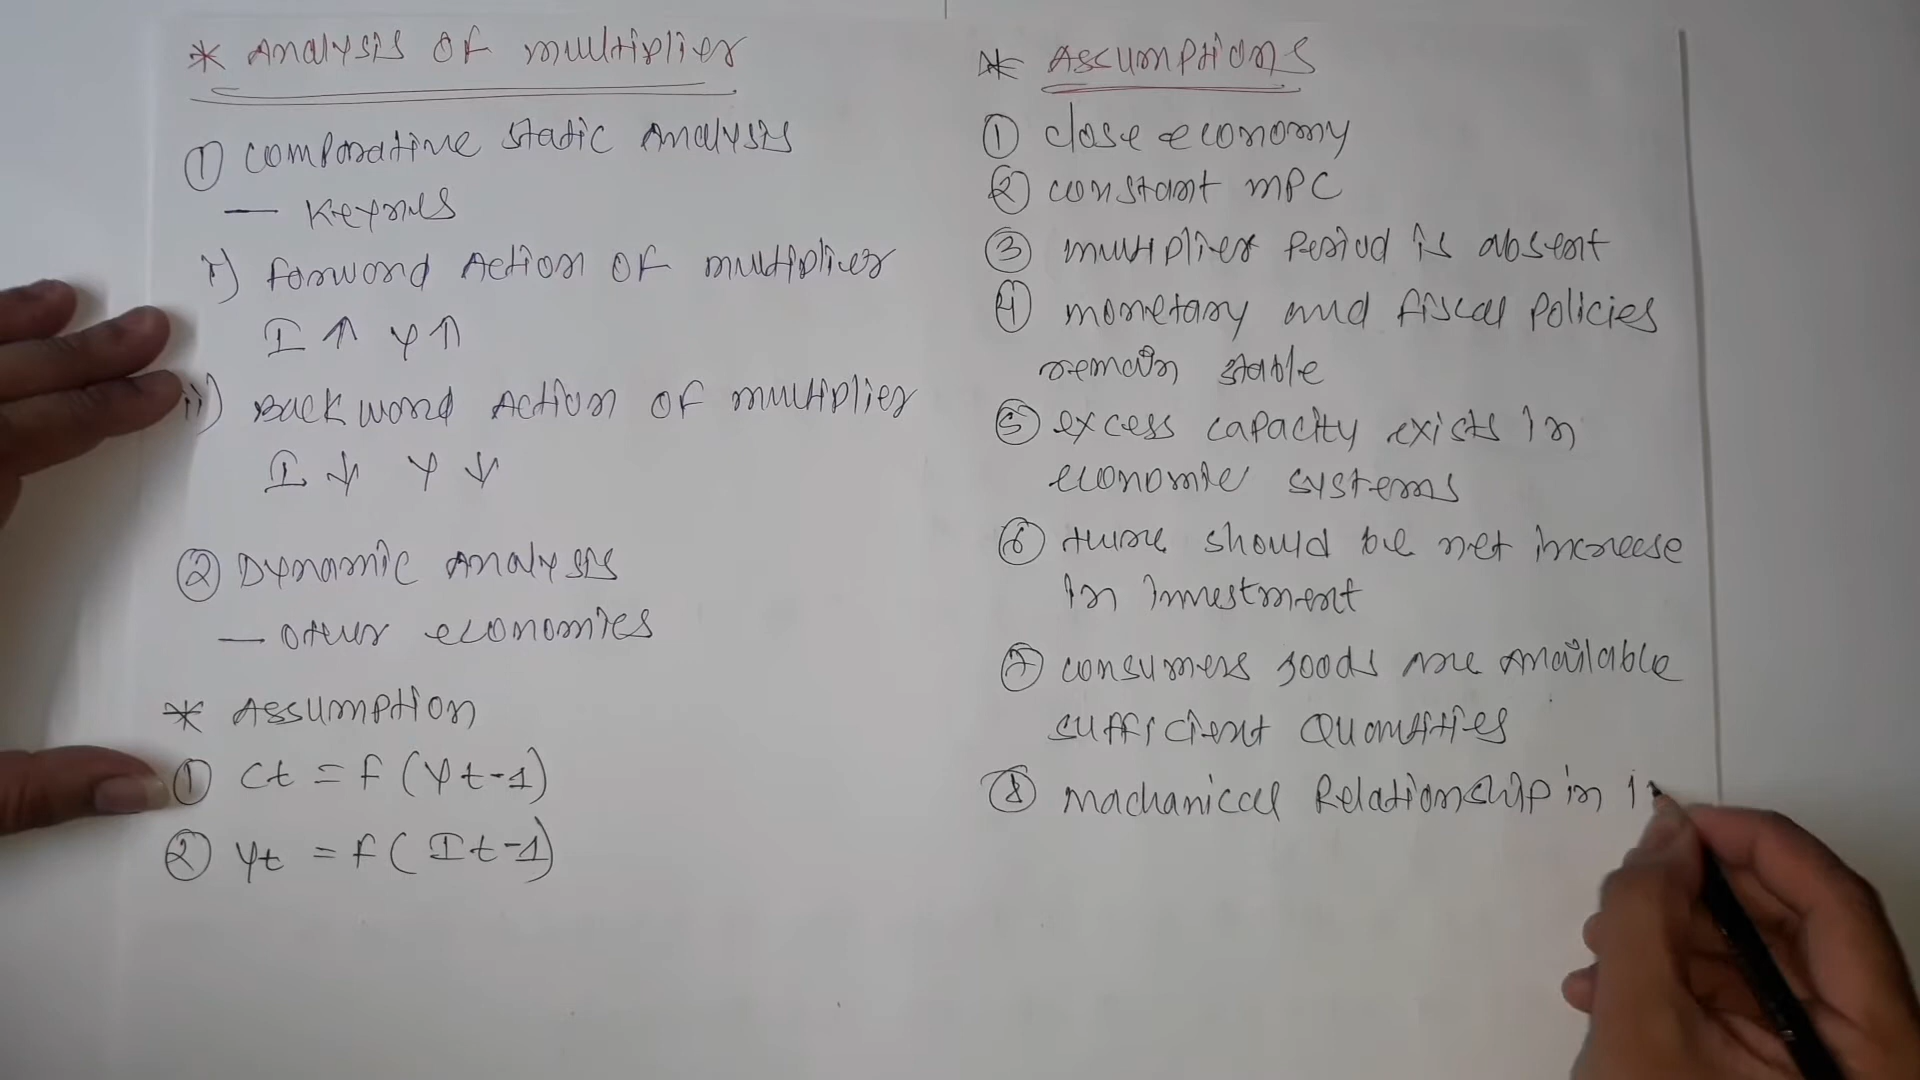 * Analysis of multiplier
① comparative static Analysis
— Keynes
i) forword Action of multiplier
I ↑ Y ↑
ii) Backword Action of multiplier
I ↓ Y ↓
② Dynamic Analysis
— other economies
* Assumption
① Ct = f (Yt-1)
② Yt = f ( It-1)
* Assumptions
① close economy
② constant MPC
③ multiplier Period is absent
④ monetary and fiscal Policies
remain stable
⑤ excess capacity exists in
economic systems
⑥ there should be net increase
in investment
⑦ consumers goods are available
sufficient Quantities
⑧ machanical Relationship in